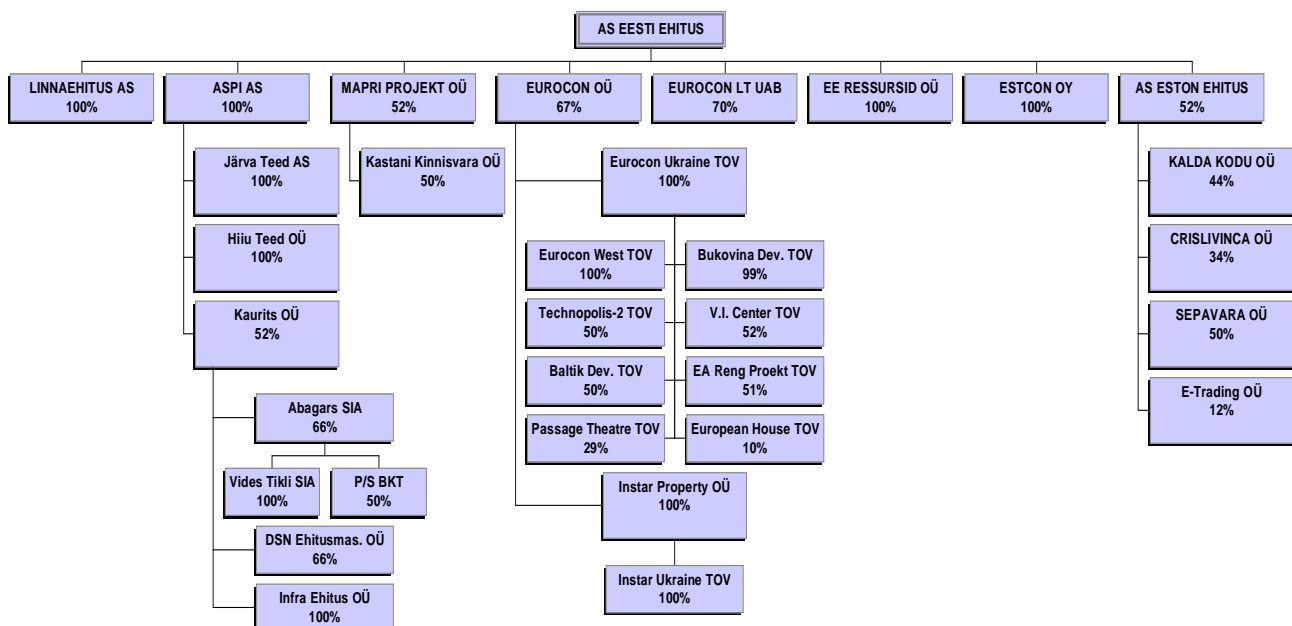 AS EESTI EHITUS
LINNAEHITUS AS
100%
ASPI AS
100%
MAPRI PROJEKT OÜ
52%
EUROCON OÜ
67%
EUROCON LT UAB
70%
EE RESSURSID OÜ
100%
ESTCON OY
100%
AS ESTON EHITUS
52%
Järva Teed AS
100%
Hiiu Teed OÜ
100%
Kaurits OÜ
52%
Abagars SIA
66%
Vides Tikli SIA
100%
P/S BKT
50%
DSN Ehitusmas. OÜ
66%
Infra Ehitus OÜ
100%
Kastani Kinnisvara OÜ
50%
Eurocon Ukraine TOV
100%
Eurocon West TOV
100%
Bukovina Dev. TOV
99%
Technopolis-2 TOV
50%
V.I. Center TOV
52%
Baltik Dev. TOV
50%
EA Reng Proekt TOV
51%
Passage Theatre TOV
29%
European House TOV
10%
Instar Property OÜ
100%
Instar Ukraine TOV
100%
KALDA KODU OÜ
44%
CRISLIVINCA OÜ
34%
SEPAVARA OÜ
50%
E-Trading OÜ
12%